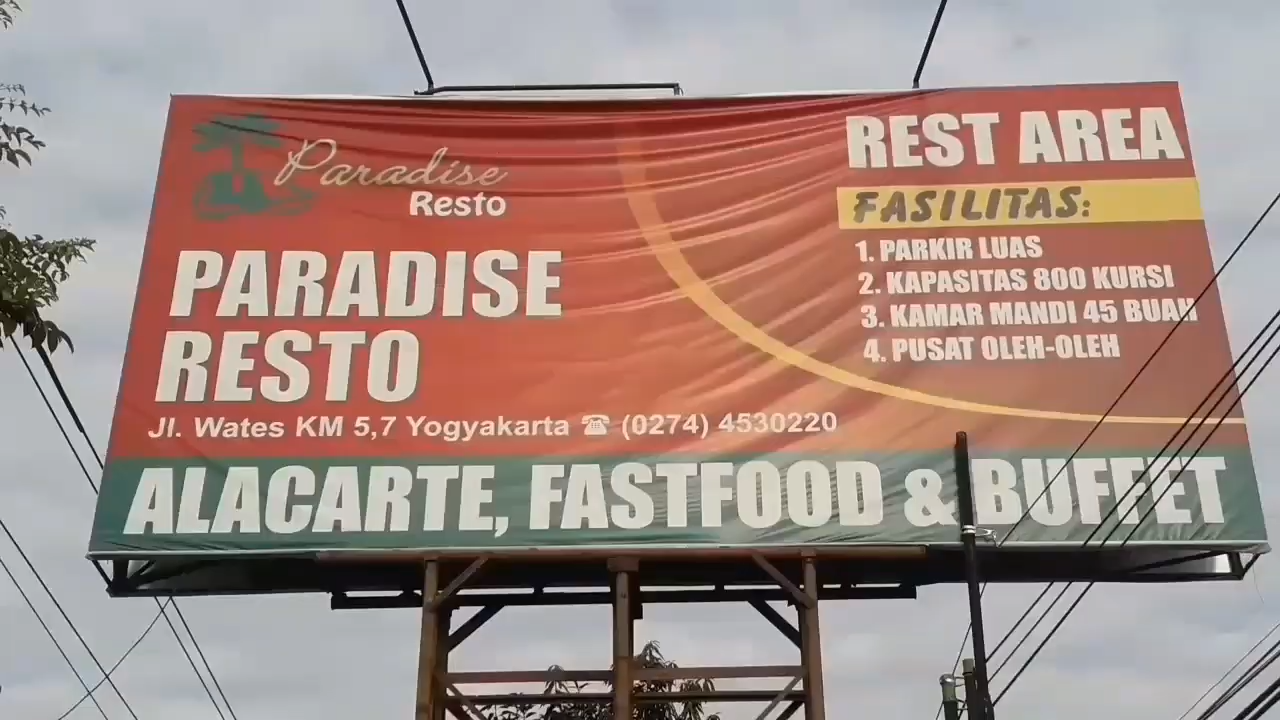 Paradise
Resto
PARADISE
RESTO
Jl. Wates KM 5,7 Yogyakarta ☎ (0274) 4530220
REST AREA
FASILITAS:
1. PARKIR LUAS
2. KAPASITAS 800 KURSI
3. KAMAR MANDI 45 BUAH
4. PUSAT OLEH-OLEH
ALACARTE, FASTFOOD & BUFFET